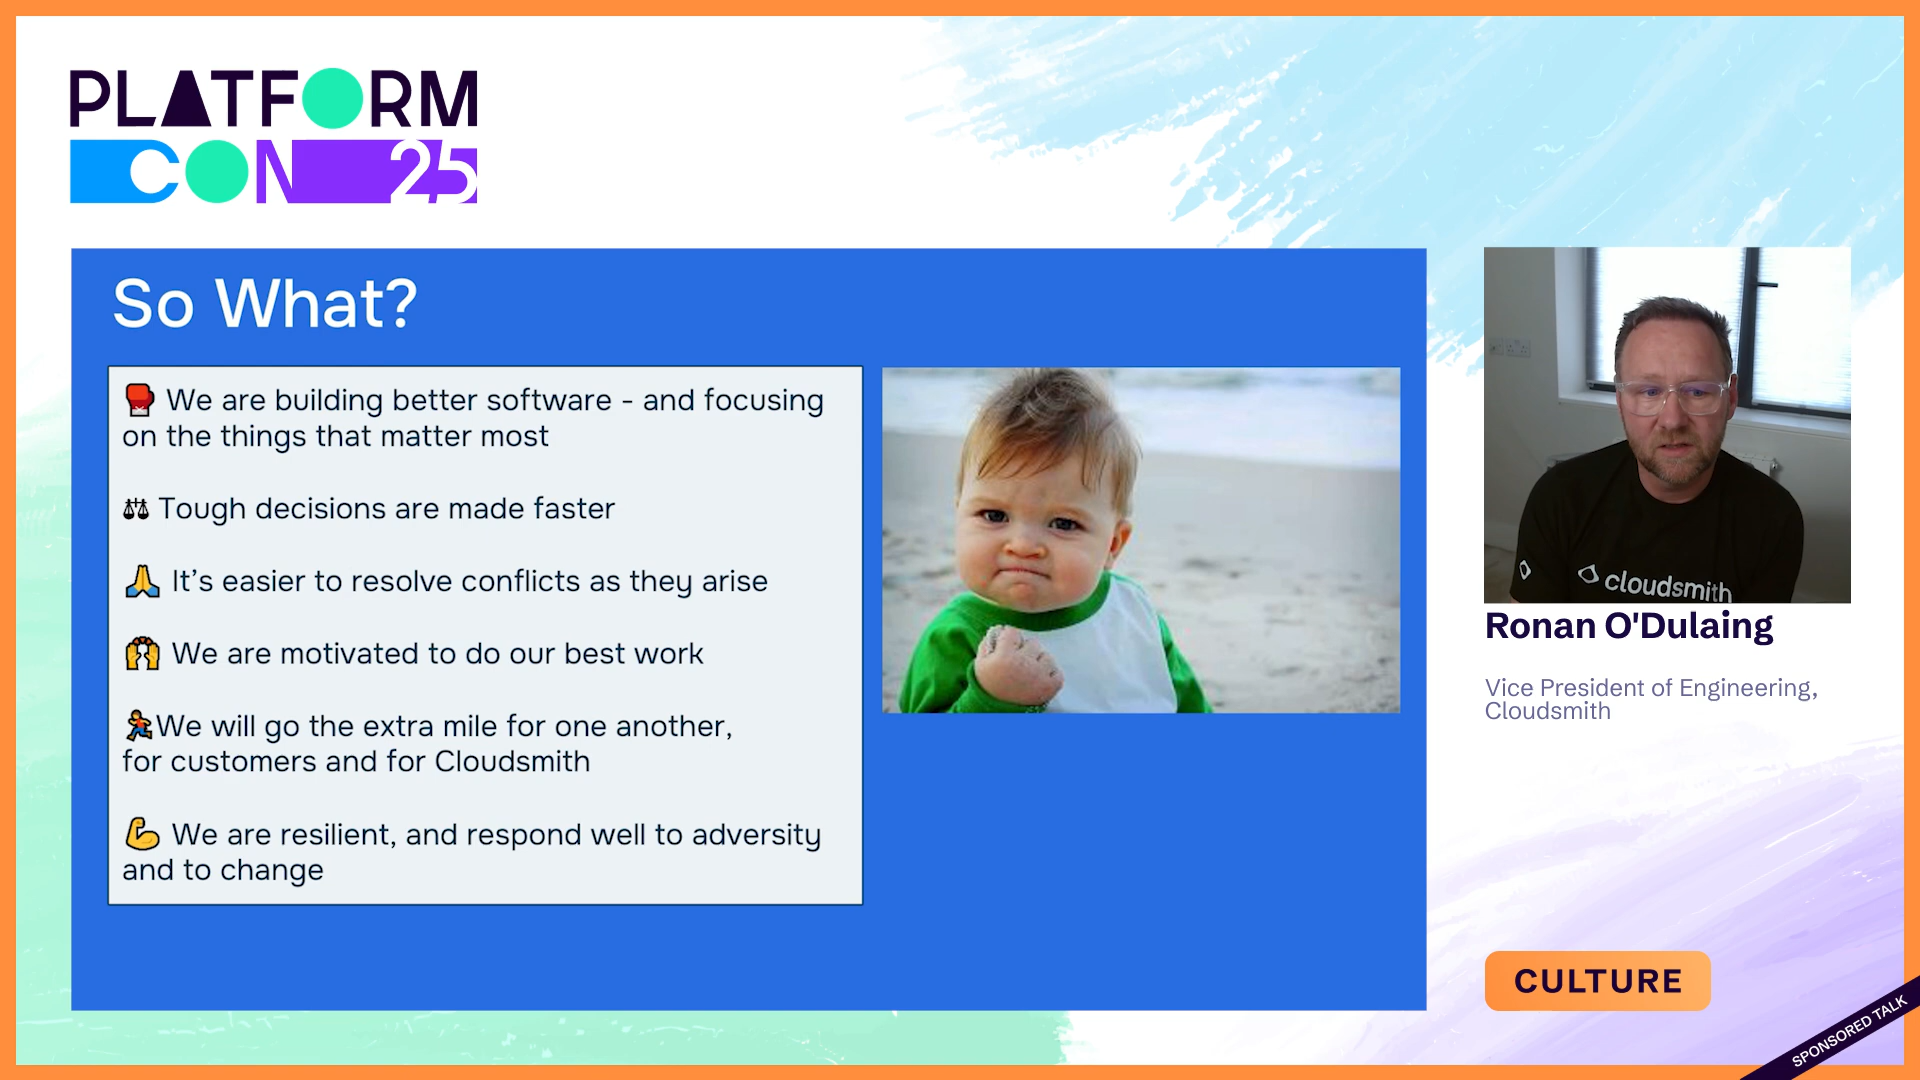 PLATFORM
CON 25
So What?
🥊 We are building better software - and focusing
on the things that matter most
⚖ Tough decisions are made faster
🙏 It’s easier to resolve conflicts as they arise
🙌 We are motivated to do our best work
🏃We will go the extra mile for one another,
for customers and for Cloudsmith
💪 We are resilient, and respond well to adversity
and to change
cloudsmith
Ronan O'Dulaing
Vice President of Engineering,
Cloudsmith
CULTURE
SPONSORED TALK